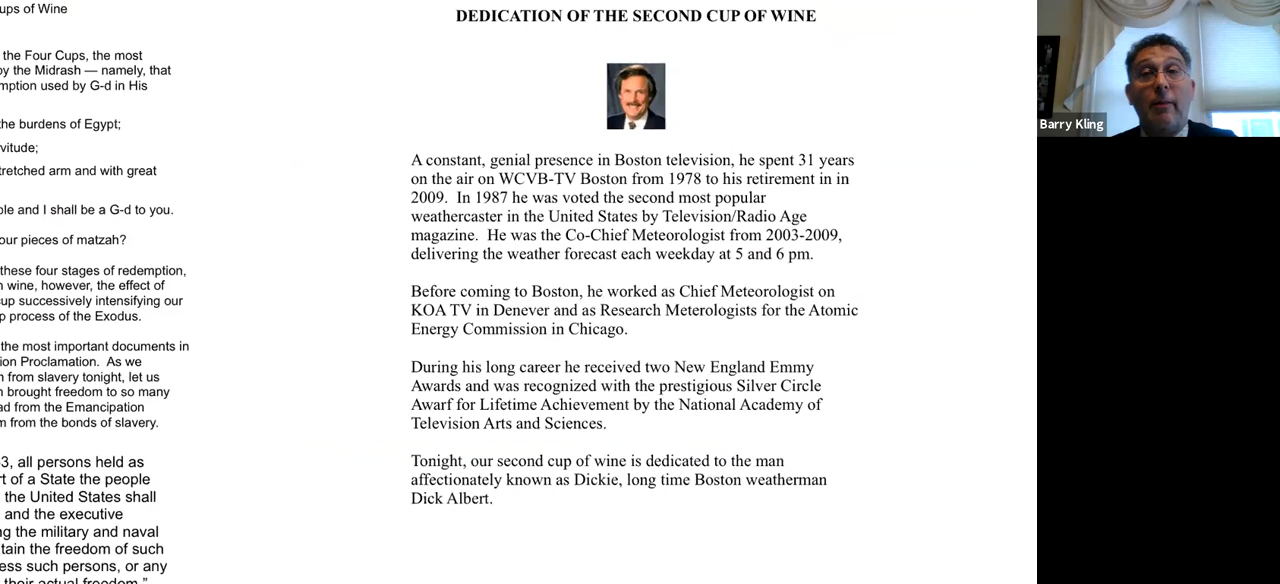 ups of Wine
the Four Cups, the most
by the Midrash — namely, that
mption used by G-d in His
the burdens of Egypt;
vitude;
tretched arm and with great
ple and I shall be a G-d to you.
our pieces of matzah?
these four stages of redemption,
n wine, however, the effect of
cup successively intensifying our
p process of the Exodus.
the most important documents in
ion Proclamation. As we
n from slavery tonight, let us
n brought freedom to so many
ad from the Emancipation
m from the bonds of slavery.
3, all persons held as
rt of a State the people
the United States shall
and the executive
ng the military and naval
tain the freedom of such
ess such persons, or any
their actual freedom.”
DEDICATION OF THE SECOND CUP OF WINE
A constant, genial presence in Boston television, he spent 31 years
on the air on WCVB-TV Boston from 1978 to his retirement in in
2009. In 1987 he was voted the second most popular
weathercaster in the United States by Television/Radio Age
magazine. He was the Co-Chief Meteorologist from 2003-2009,
delivering the weather forecast each weekday at 5 and 6 pm.
Before coming to Boston, he worked as Chief Meteorologist on
KOA TV in Denever and as Research Meterologists for the Atomic
Energy Commission in Chicago.
During his long career he received two New England Emmy
Awards and was recognized with the prestigious Silver Circle
Awarf for Lifetime Achievement by the National Academy of
Television Arts and Sciences.
Tonight, our second cup of wine is dedicated to the man
affectionately known as Dickie, long time Boston weatherman
Dick Albert.
Barry Kling